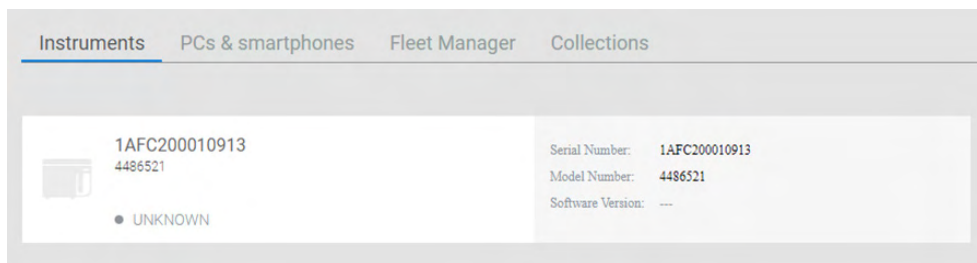 Instruments PCs & smartphones Fleet Manager Collections
1AFC200010913
4486521
● UNKNOWN
Serial Number: 1AFC200010913
Model Number: 4486521
Software Version: ---